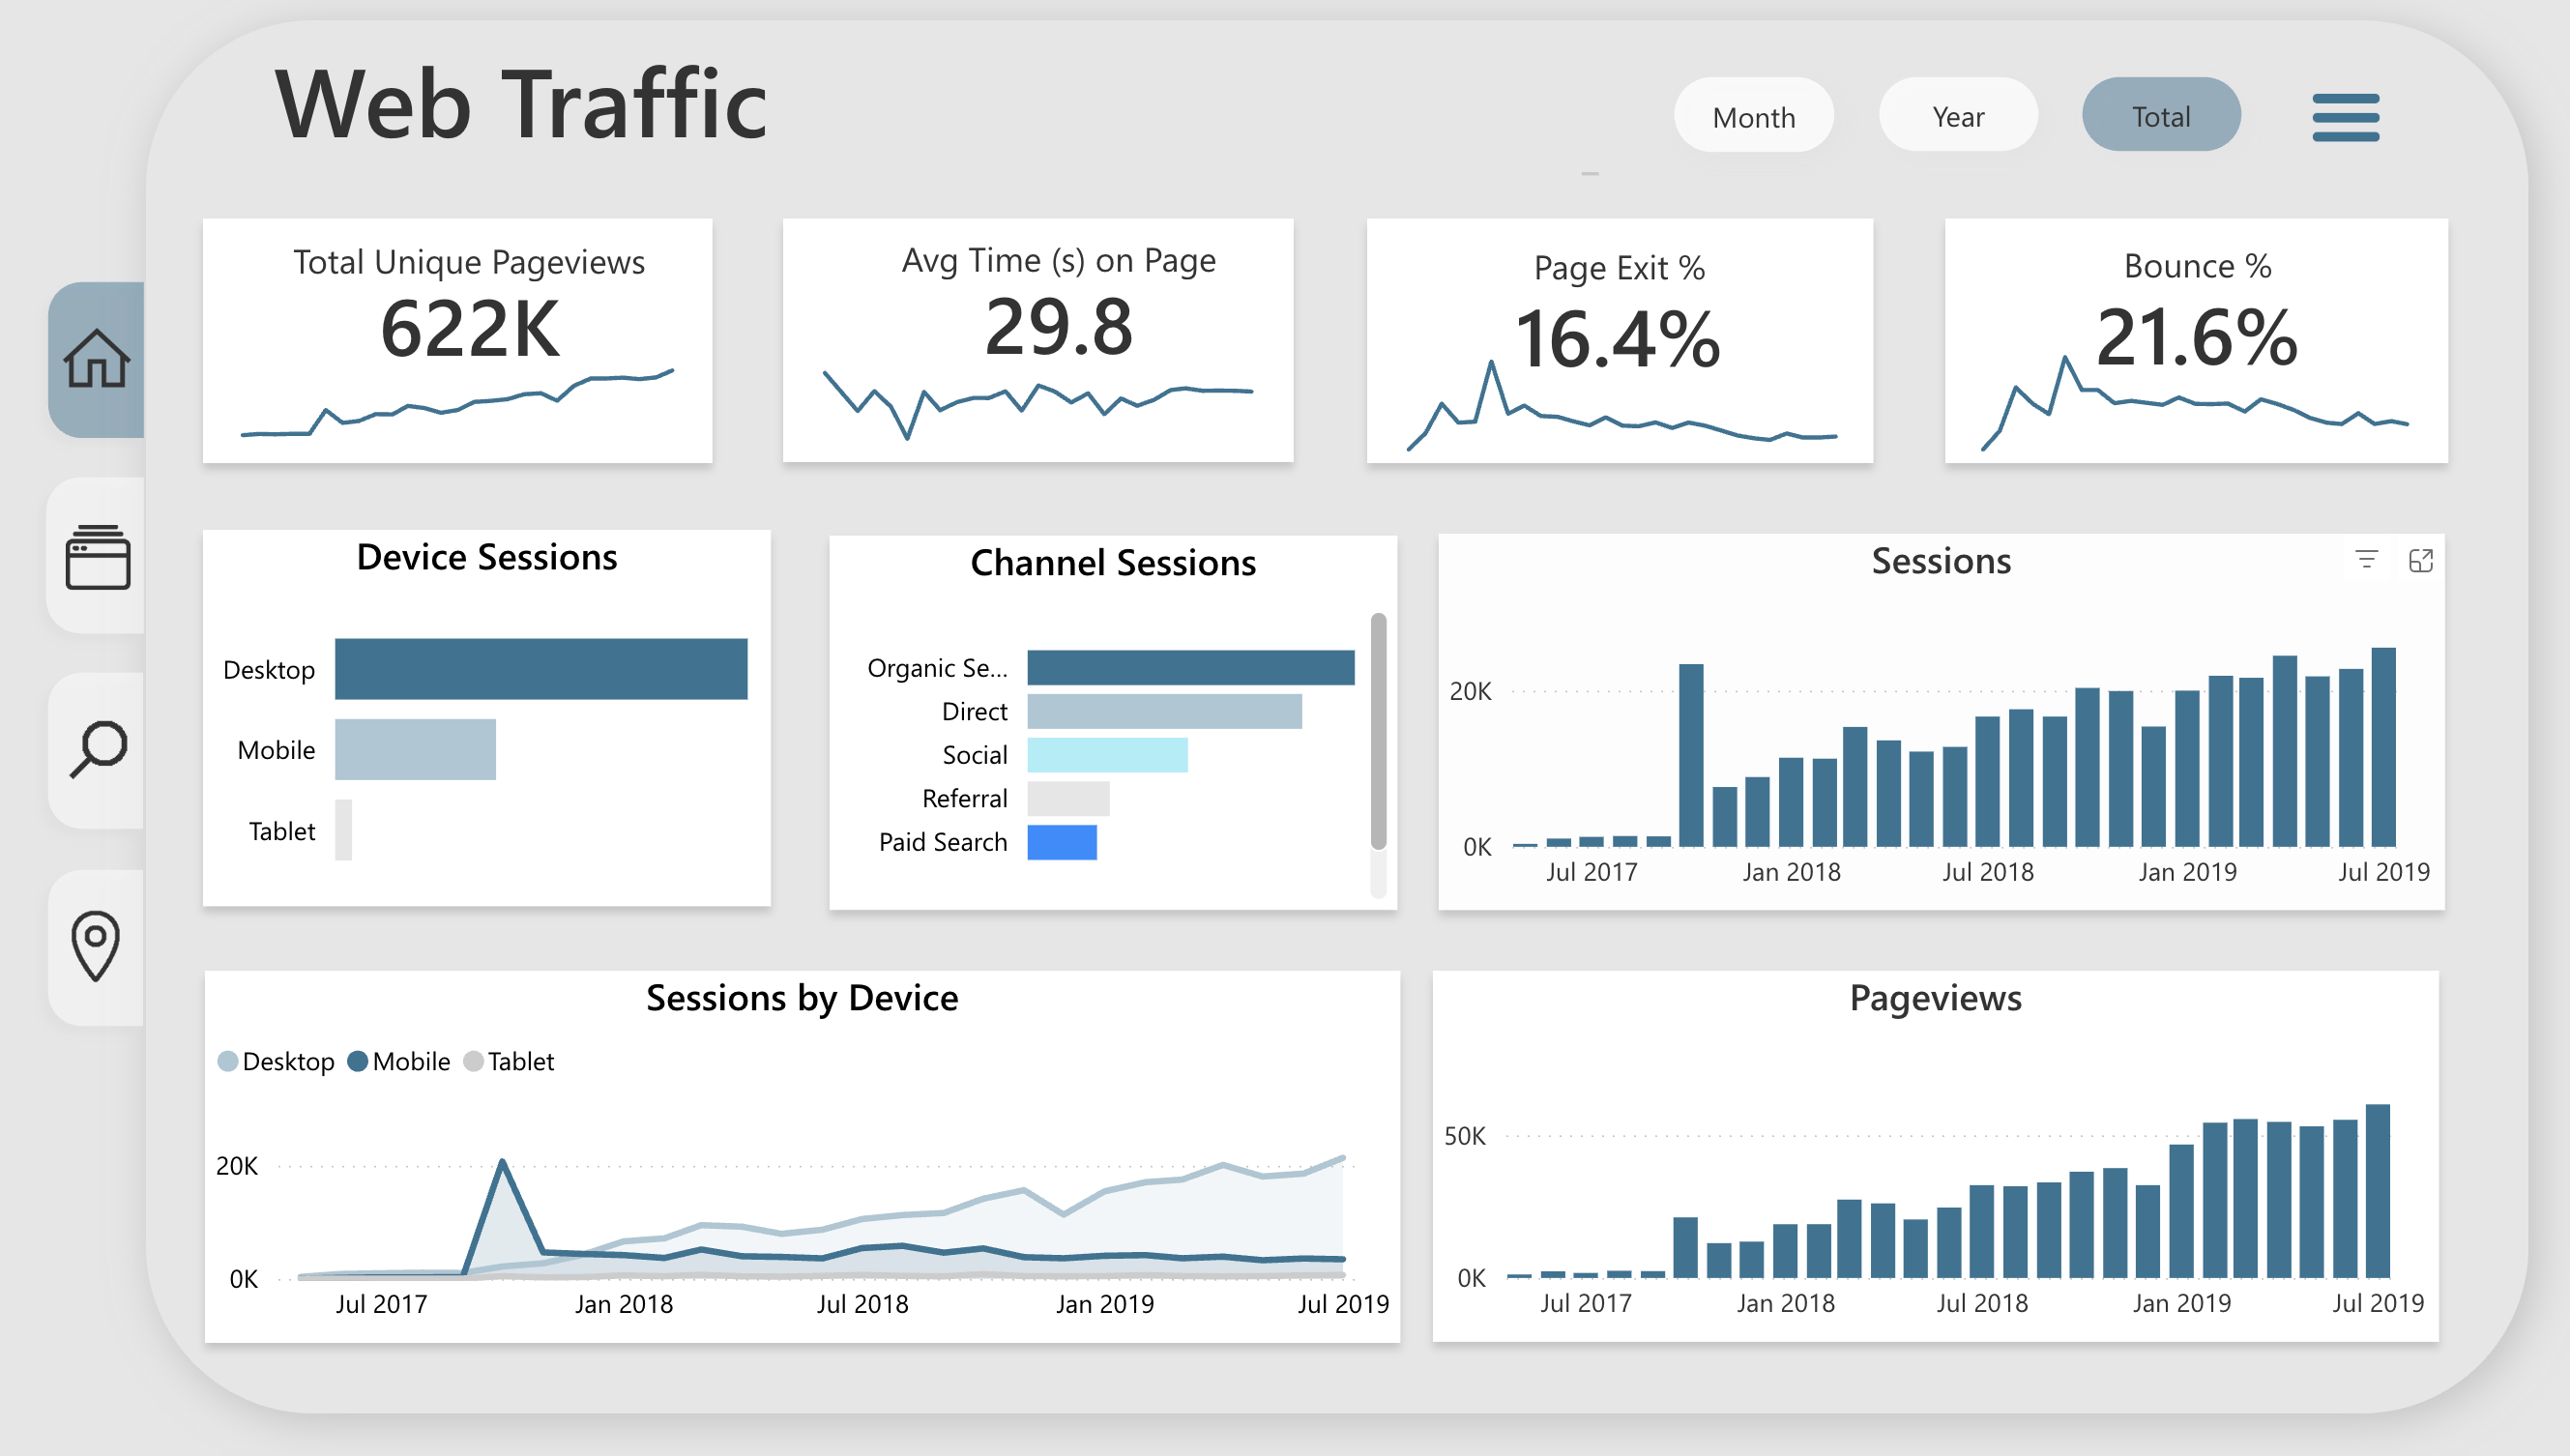 Web Traffic
Month
Year
Total
Total Unique Pageviews
622K
Avg Time (s) on Page
29.8
Page Exit %
16.4%
Bounce %
21.6%
Device Sessions
Desktop
Mobile
Tablet
Channel Sessions
Organic Se...
Direct
Social
Referral
Paid Search
Sessions
20K
0K
Jul 2017 Jan 2018 Jul 2018 Jan 2019 Jul 2019
Sessions by Device
Desktop Mobile Tablet
20K
0K
Jul 2017 Jan 2018 Jul 2018 Jan 2019 Jul 2019
Pageviews
50K
0K
Jul 2017 Jan 2018 Jul 2018 Jan 2019 Jul 2019